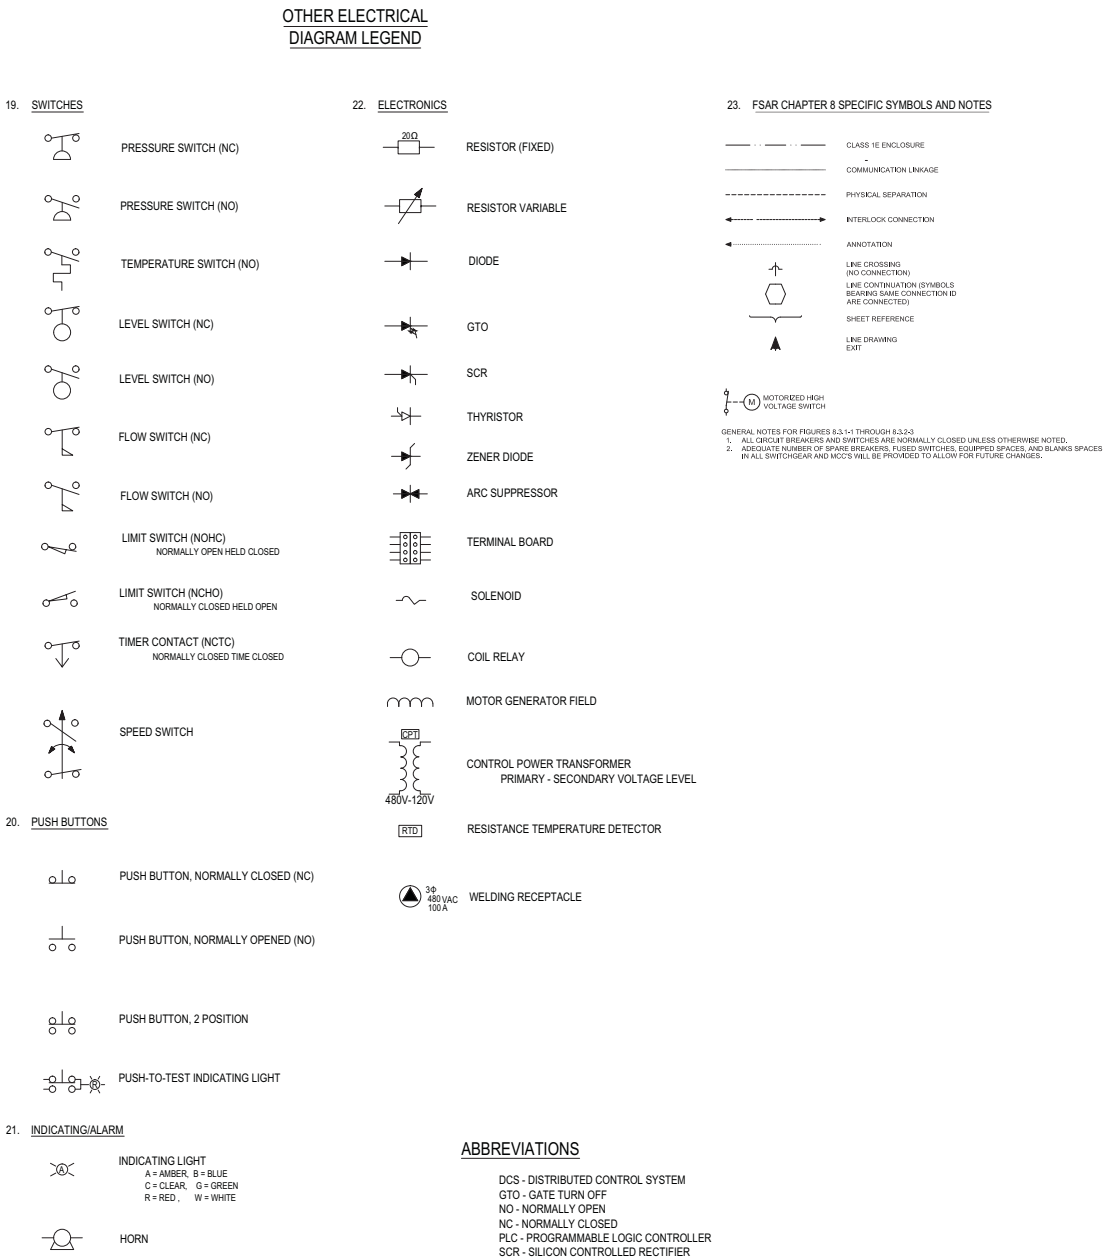 OTHER ELECTRICAL
DIAGRAM LEGEND
19. SWITCHES
PRESSURE SWITCH (NC)
PRESSURE SWITCH (NO)
TEMPERATURE SWITCH (NO)
LEVEL SWITCH (NC)
LEVEL SWITCH (NO)
FLOW SWITCH (NC)
FLOW SWITCH (NO)
LIMIT SWITCH (NOHC)
NORMALLY OPEN HELD CLOSED
LIMIT SWITCH (NCHO)
NORMALLY CLOSED HELD OPEN
TIMER CONTACT (NCTC)
NORMALLY CLOSED TIME CLOSED
SPEED SWITCH
20. PUSH BUTTONS
PUSH BUTTON, NORMALLY CLOSED (NC)
PUSH BUTTON, NORMALLY OPENED (NO)
PUSH BUTTON, 2 POSITION
R
PUSH-TO-TEST INDICATING LIGHT
21. INDICATING/ALARM
A
INDICATING LIGHT
A = AMBER, B = BLUE
C = CLEAR, G = GREEN
R = RED , W = WHITE
HORN
22. ELECTRONICS
20Ω
RESISTOR (FIXED)
RESISTOR VARIABLE
DIODE
GTO
SCR
THYRISTOR
ZENER DIODE
ARC SUPPRESSOR
TERMINAL BOARD
SOLENOID
COIL RELAY
MOTOR GENERATOR FIELD
CPT
480V-120V
CONTROL POWER TRANSFORMER
PRIMARY - SECONDARY VOLTAGE LEVEL
RTD
RESISTANCE TEMPERATURE DETECTOR
3Φ
480 VAC
100 A
WELDING RECEPTACLE
23. FSAR CHAPTER 8 SPECIFIC SYMBOLS AND NOTES
CLASS 1E ENCLOSURE
COMMUNICATION LINKAGE
PHYSICAL SEPARATION
INTERLOCK CONNECTION
ANNOTATION
LINE CROSSING
(NO CONNECTION)
LINE CONTINUATION (SYMBOLS
BEARING SAME CONNECTION ID
ARE CONNECTED)
SHEET REFERENCE
LINE DRAWING
EXIT
M
MOTORIZED HIGH
VOLTAGE SWITCH
GENERAL NOTES FOR FIGURES 8.3.1-1 THROUGH 8.3.2-3
1. ALL CIRCUIT BREAKERS AND SWITCHES ARE NORMALLY CLOSED UNLESS OTHERWISE NOTED.
2. ADEQUATE NUMBER OF SPARE BREAKERS, FUSED SWITCHES, EQUIPPED SPACES, AND BLANKS SPACES
IN ALL SWITCHGEAR AND MCC'S WILL BE PROVIDED TO ALLOW FOR FUTURE CHANGES.
ABBREVIATIONS
DCS - DISTRIBUTED CONTROL SYSTEM
GTO - GATE TURN OFF
NO - NORMALLY OPEN
NC - NORMALLY CLOSED
PLC - PROGRAMMABLE LOGIC CONTROLLER
SCR - SILICON CONTROLLED RECTIFIER